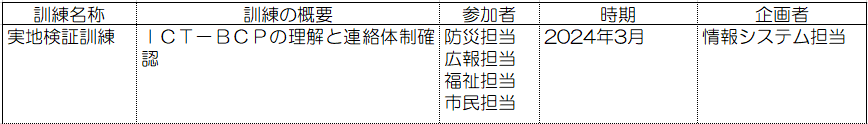 訓練名称 訓練の概要 参加者 時期 企画者
実地検証訓練 ＩＣＴ－ＢＣＰの理解と連絡体制確認 防災担当 2024年3月 情報システム担当
広報担当
福祉担当
市民担当